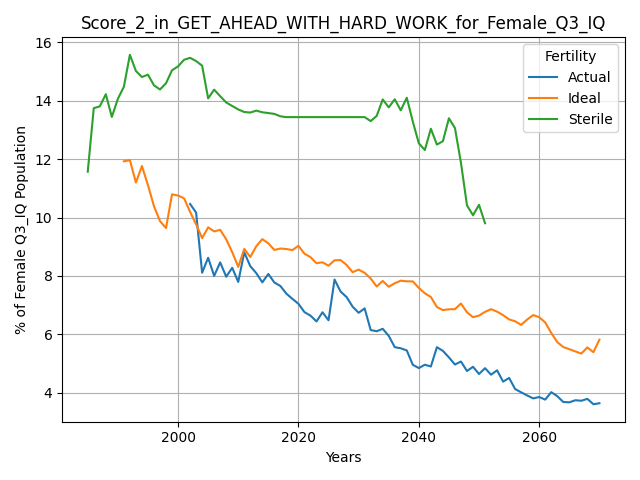 Score_2_in_GET_AHEAD_WITH_HARD_WORK_for_Female_Q3_IQ
% of Female Q3_IQ Population
16
14
12
10
8
6
4
Fertility
Actual
Ideal
Sterile
2000
2020
2040
2060
Years